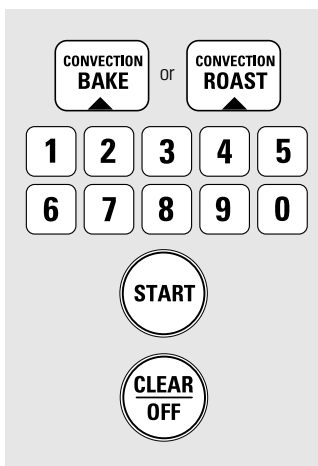 CONVECTION
BAKE
or
CONVECTION
ROAST
1 2 3 4 5
6 7 8 9 0
START
CLEAR
OFF